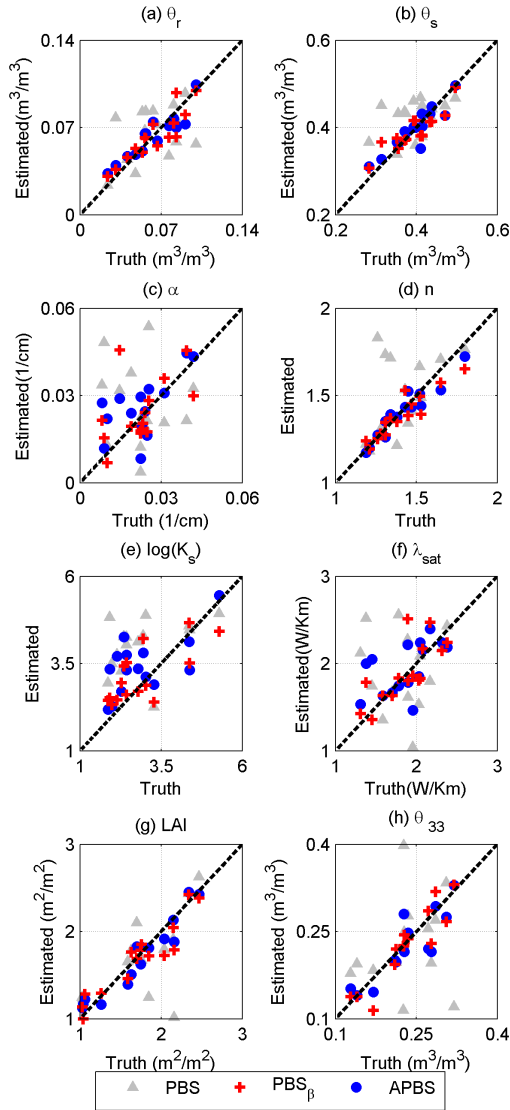 (a) θr
(b) θs
Estimated(m³/m³)
0.14
0.07
0
0
0.07
0.14
Truth (m³/m³)
Estimated(m³/m³)
0.6
0.4
0.2
0.2
0.4
0.6
Truth (m³/m³)
(c) α
(d) n
Estimated(1/cm)
0.06
0.03
0
0
0.03
0.06
Truth (1/cm)
Estimated
2
1.5
1
1
1.5
2
Truth
(e) log(Ks)
(f) λsat
Estimated
6
3.5
1
1
3.5
6
Truth
Estimated(W/Km)
3
2
1
1
2
3
Truth(W/Km)
(g) LAI
(h) θ33
Estimated (m²/m²)
3
2
1
1
2
3
Truth (m²/m²)
Estimated (m³/m³)
0.4
0.25
0.1
0.1
0.25
0.4
Truth (m³/m³)
PBS
PBSβ
APBS